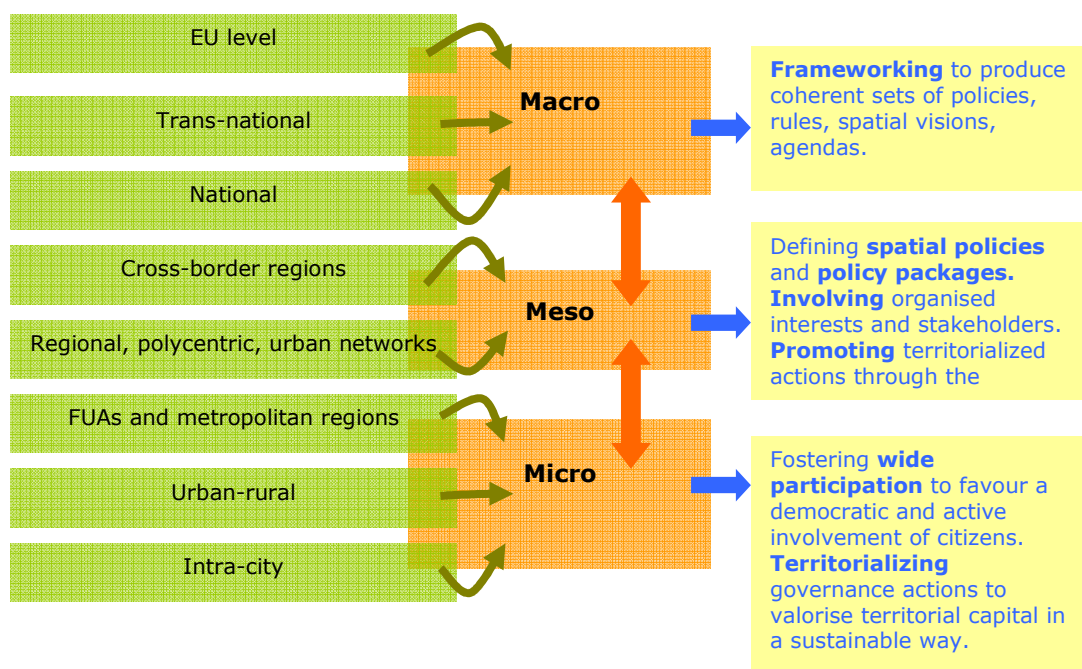 EU level
Trans-national
National
Cross-border regions
Regional, polycentric, urban networks
FUAs and metropolitan regions
Urban-rural
Intra-city
Macro
Meso
Micro
Frameworking to produce
coherent sets of policies,
rules, spatial visions,
agendas.
Defining spatial policies
and policy packages.
Involving organised
interests and stakeholders.
Promoting territorialized
actions through the
Fostering wide
participation to favour a
democratic and active
involvement of citizens.
Territorializing
governance actions to
valorise territorial capital in
a sustainable way.